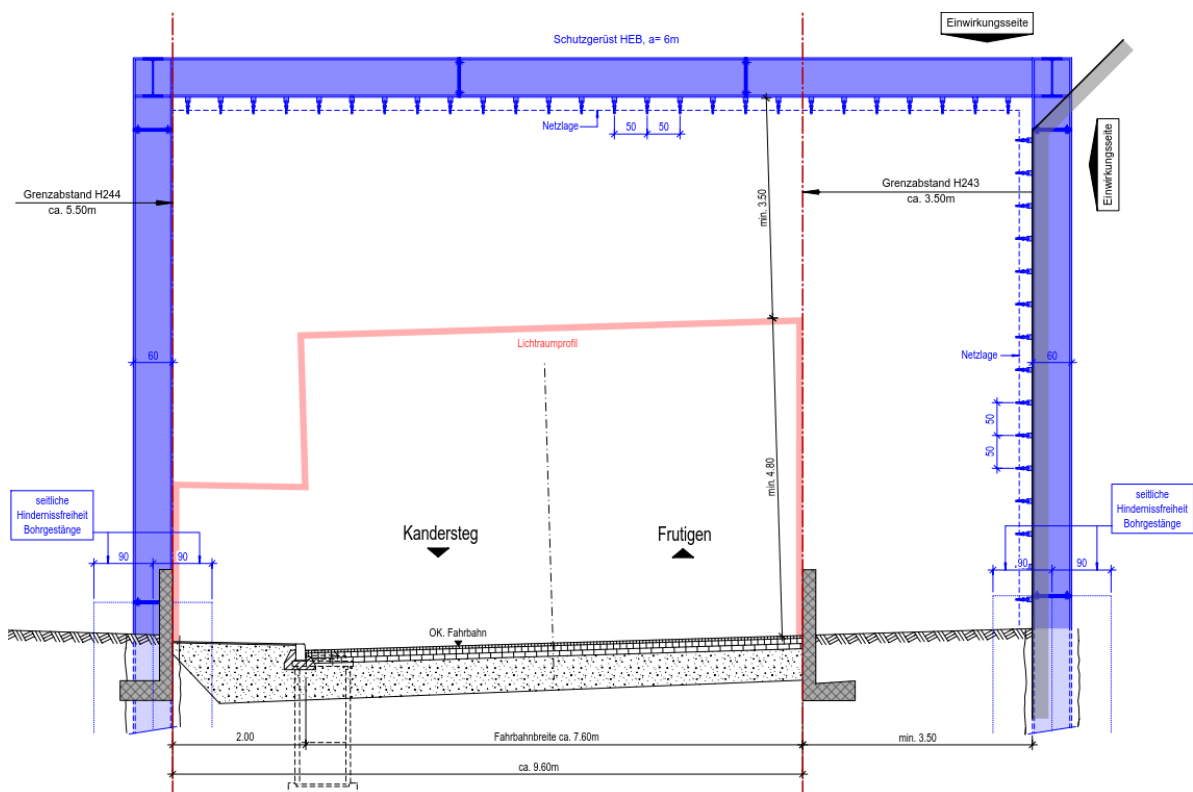 Einwirkungsseite
Schutzgerüst HEB, a= 6m
Netzlage
50
50
Einwirkungsseite
Grenzabstand H244
ca. 5.50m
Grenzabstand H243
ca. 3.50m
min. 3.50
Lichtraumprofil
60
Netzlage
60
50
50
min. 4.80
seitliche
Hindernissfreiheit
Bohrgestänge
seitliche
Hindernissfreiheit
Bohrgestänge
Kandersteg
Frutigen
90
90
90
90
OK. Fahrbahn
2.00
Fahrbahnbreite ca. 7.60m
min. 3.50
ca. 9.60m